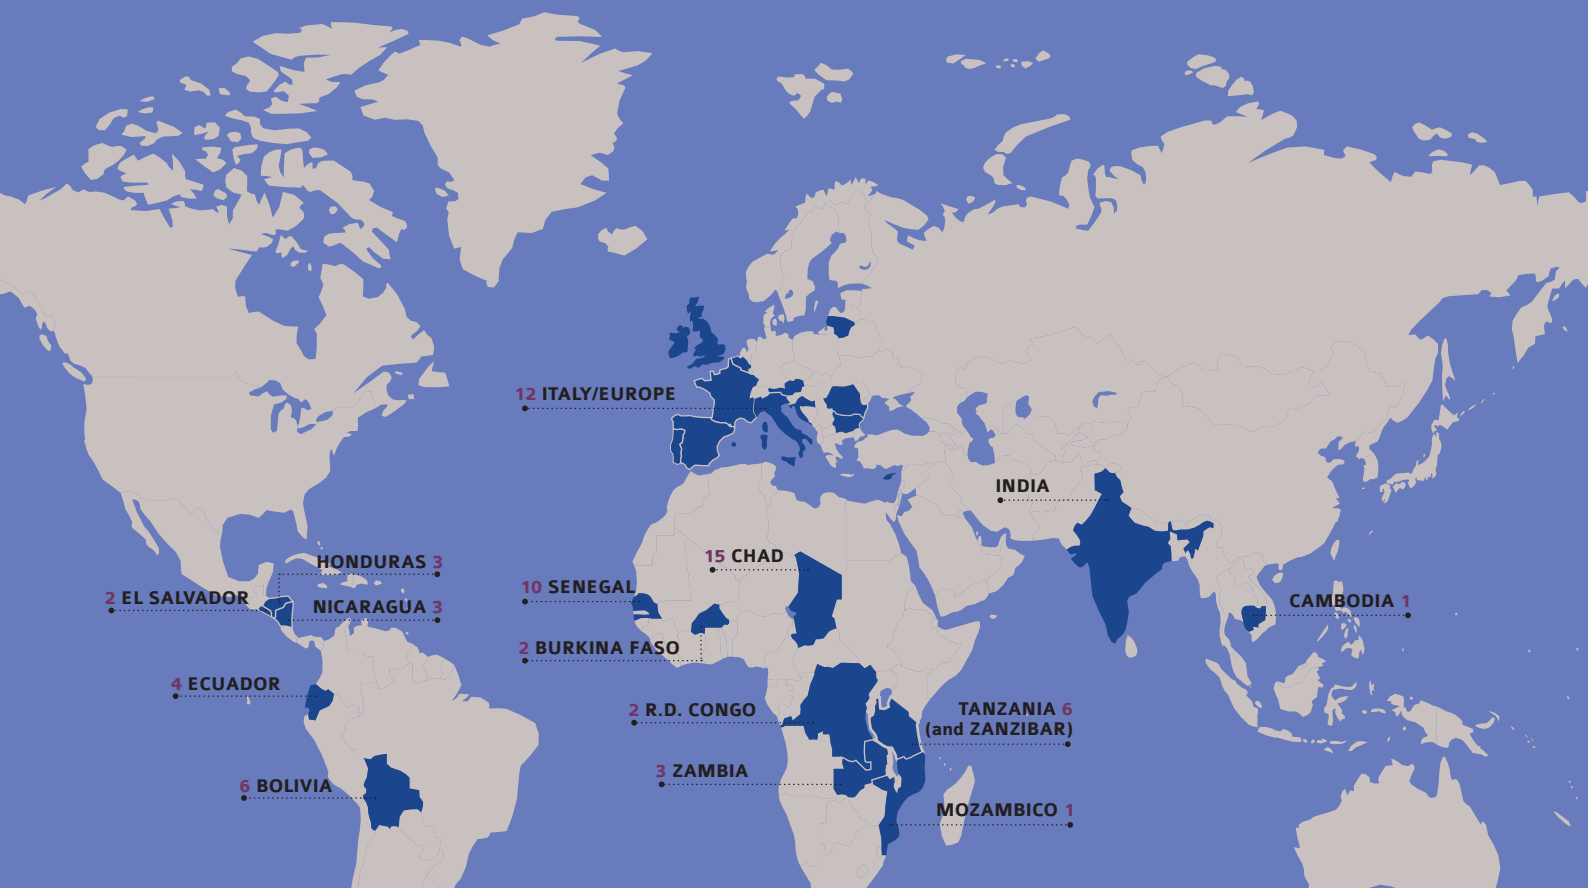 12 ITALY/EUROPE
INDIA
15 CHAD
HONDURAS 3
10 SENEGAL
2 EL SALVADOR
NICARAGUA 3
CAMBODIA 1
2 BURKINA FASO
4 ECUADOR
2 R.D. CONGO
TANZANIA 6
(and ZANZIBAR)
3 ZAMBIA
6 BOLIVIA
MOZAMBICO 1